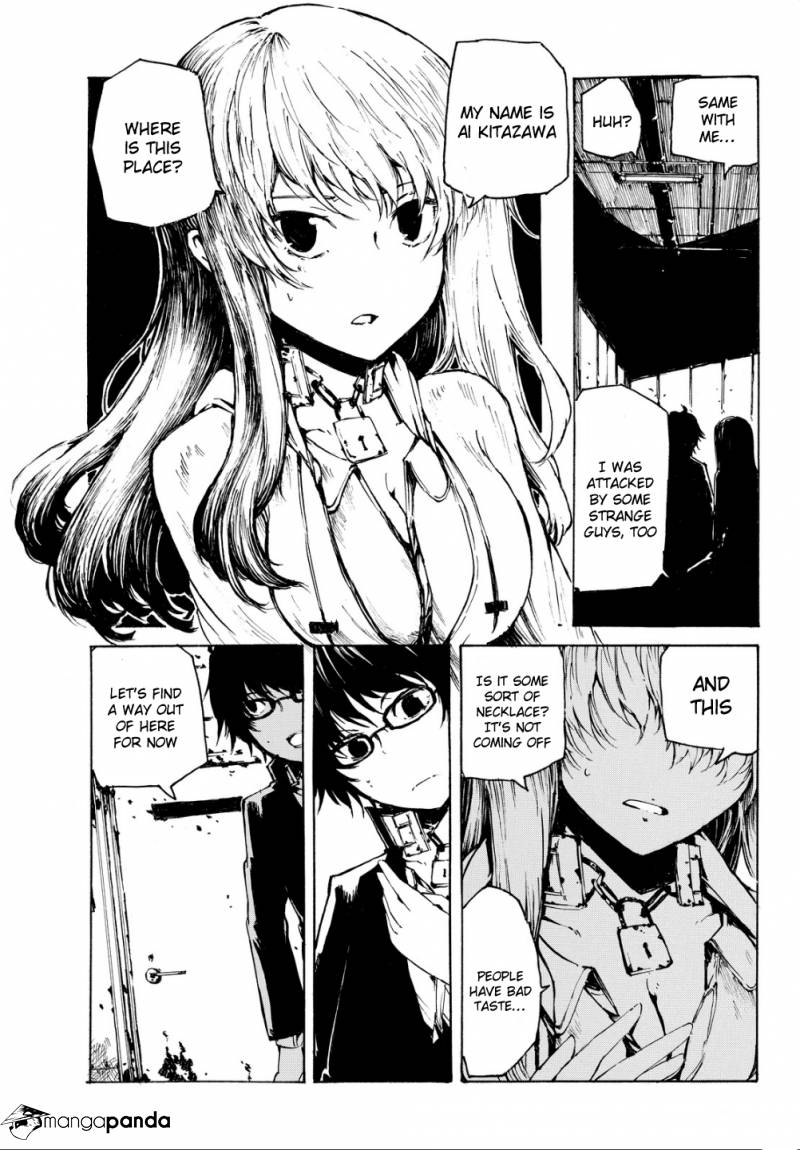 SAME
WITH
ME...
HUH?
I WAS
ATTACKED
BY SOME
STRANGE
GUYS, TOO
MY NAME IS
AI KITAZAWA
WHERE
IS THIS
PLACE?
AND
THIS
IS IT SOME
SORT OF
NECKLACE?
IT'S NOT
COMING OFF
PEOPLE
HAVE BAD
TASTE...
LET'S FIND
A WAY OUT
OF HERE
FOR NOW
mangapanda